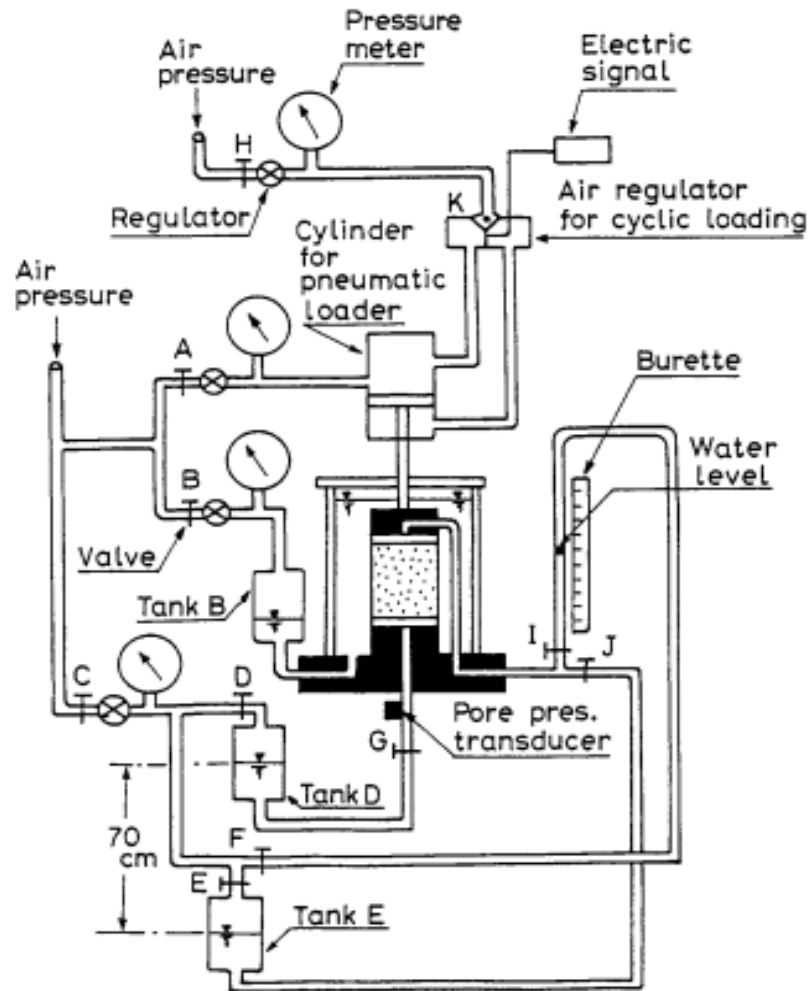 Pressure
meter
Air
pressure
Electric
signal
H
Regulator
K
Air regulator
for cyclic loading
Cylinder
for
pneumatic
loader
Air
pressure
A
Burette
Water
level
B
Valve
Tank B
I
J
C
D
Pore pres.
transducer
G
Tank D
70
cm
F
E
Tank E